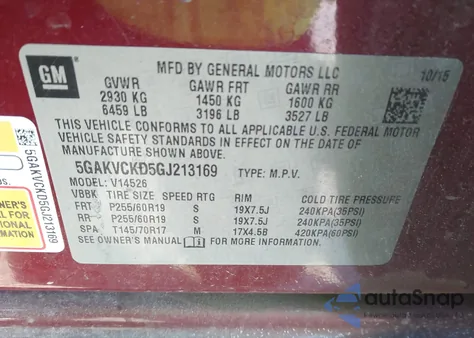 GM
MFD BY GENERAL MOTORS LLC
10/15
GVWR GAWR FRT GAWR RR
2930 KG 1450 KG 1600 KG
6459 LB 3196 LB 3527 LB
THIS VEHICLE CONFORMS TO ALL APPLICABLE U.S. FEDERAL MOTOR
VEHICLE SAFETY STANDARDS IN EFFECT ON THE DATE OF
MANUFACTURE SHOWN ABOVE.
5GAKVCKD5GJ213169 TYPE: M.P.V.
MODEL: V14526
VBBK TIRE SIZE SPEED RTG RIM COLD TIRE PRESSURE
FRT P255/60R19 S 19X7.5J 240KPA(35PSI)
RR P255/60R19 S 19X7.5J 240KPA(35PSI)
SPA T145/70R17 M 17X4.5B 420KPA(60PSI)
SEE OWNER'S MANUAL FOR MORE INFORMATION.
5GAKVCKD5GJ213169
autoSnap